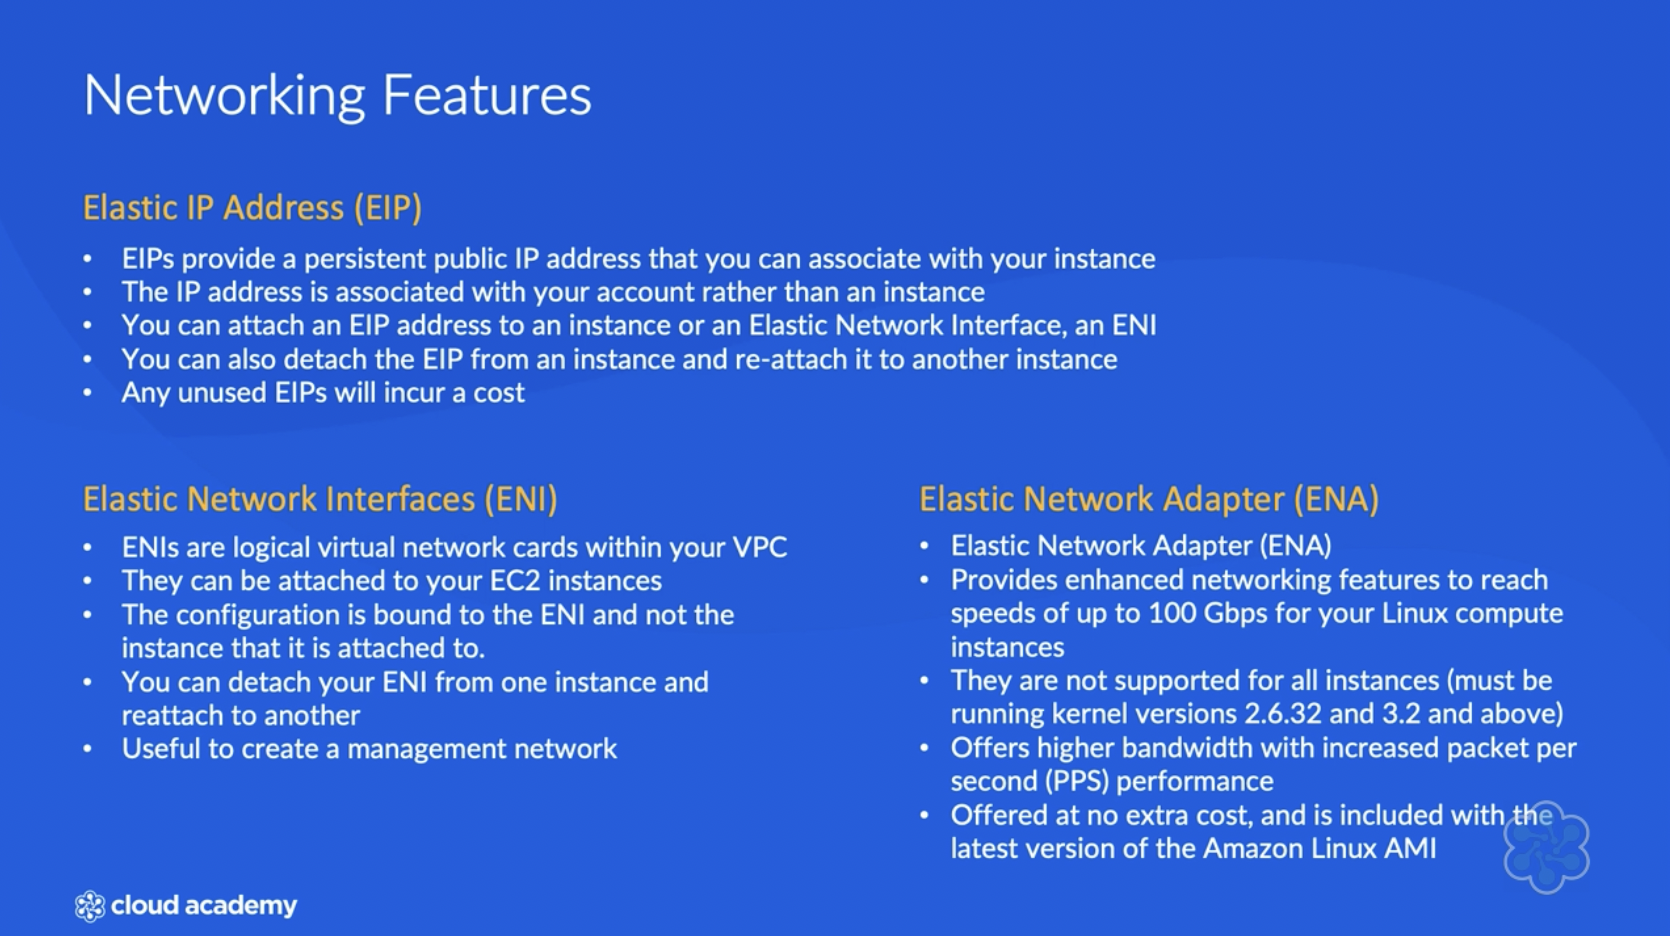 Networking Features
Elastic IP Address (EIP)
• EIPs provide a persistent public IP address that you can associate with your instance
• The IP address is associated with your account rather than an instance
• You can attach an EIP address to an instance or an Elastic Network Interface, an ENI
• You can also detach the EIP from an instance and re-attach it to another instance
• Any unused EIPs will incur a cost
Elastic Network Interfaces (ENI)
• ENIs are logical virtual network cards within your VPC
• They can be attached to your EC2 instances
• The configuration is bound to the ENI and not the
instance that it is attached to.
• You can detach your ENI from one instance and
reattach to another
• Useful to create a management network
Elastic Network Adapter (ENA)
• Elastic Network Adapter (ENA)
• Provides enhanced networking features to reach
speeds of up to 100 Gbps for your Linux compute
instances
• They are not supported for all instances (must be
running kernel versions 2.6.32 and 3.2 and above)
• Offers higher bandwidth with increased packet per
second (PPS) performance
• Offered at no extra cost, and is included with the
latest version of the Amazon Linux AMI
cloud academy